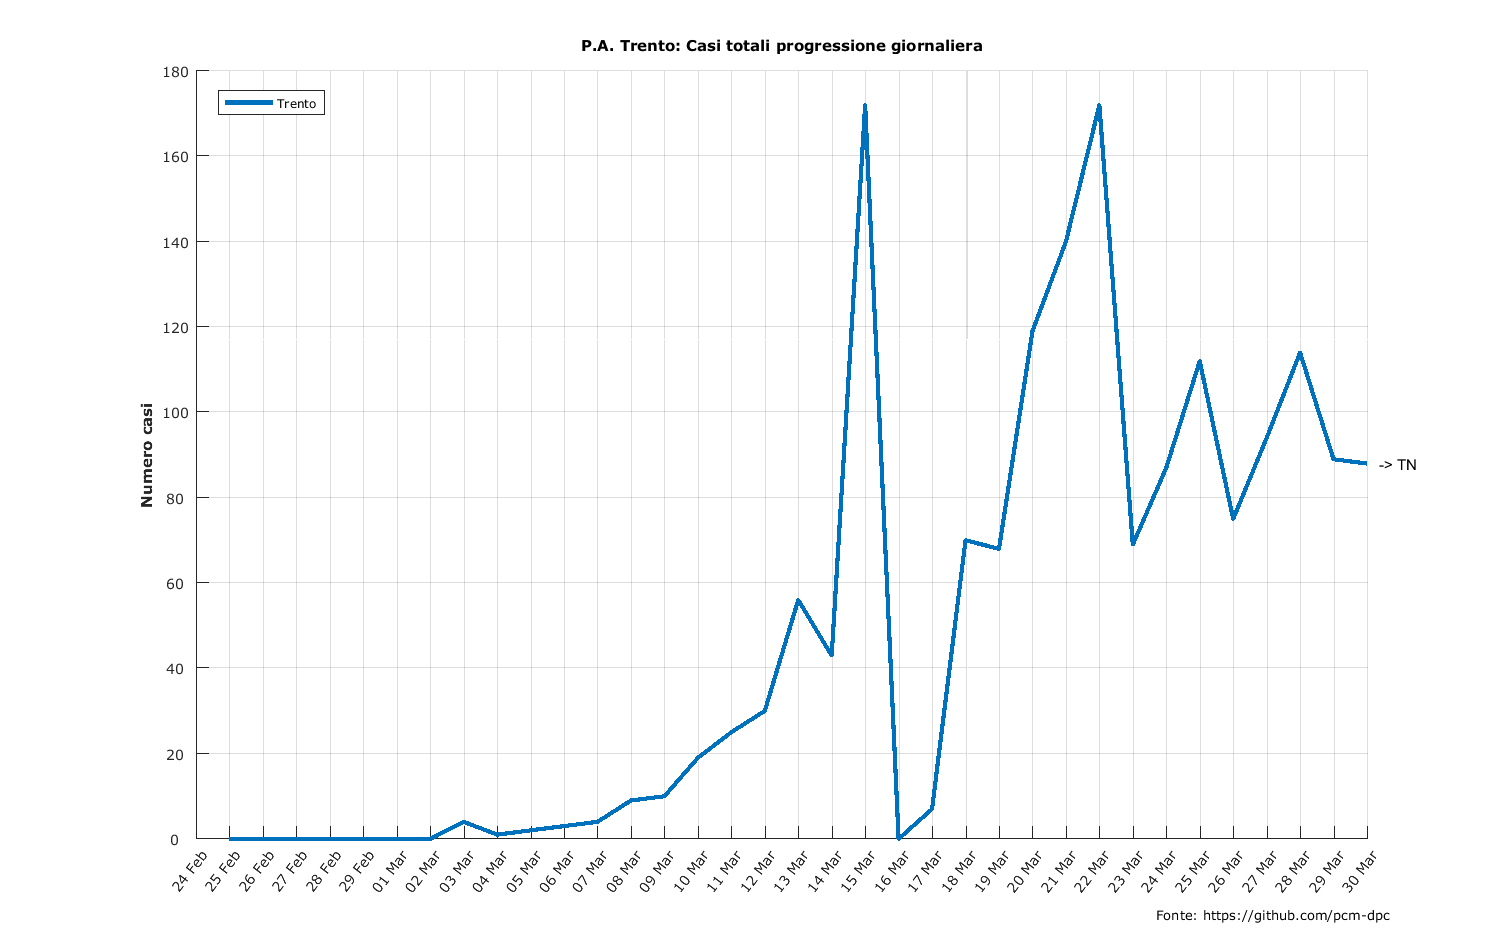 P.A. Trento: Casi totali progressione giornaliera
Trento
Numero casi
180
160
140
120
100
80
60
40
20
0
-> TN
24 Feb
25 Feb
26 Feb
27 Feb
28 Feb
29 Feb
01 Mar
02 Mar
03 Mar
04 Mar
05 Mar
06 Mar
07 Mar
08 Mar
09 Mar
10 Mar
11 Mar
12 Mar
13 Mar
14 Mar
15 Mar
16 Mar
17 Mar
18 Mar
19 Mar
20 Mar
21 Mar
22 Mar
23 Mar
24 Mar
25 Mar
26 Mar
27 Mar
28 Mar
29 Mar
30 Mar
Fonte: https://github.com/pcm-dpc